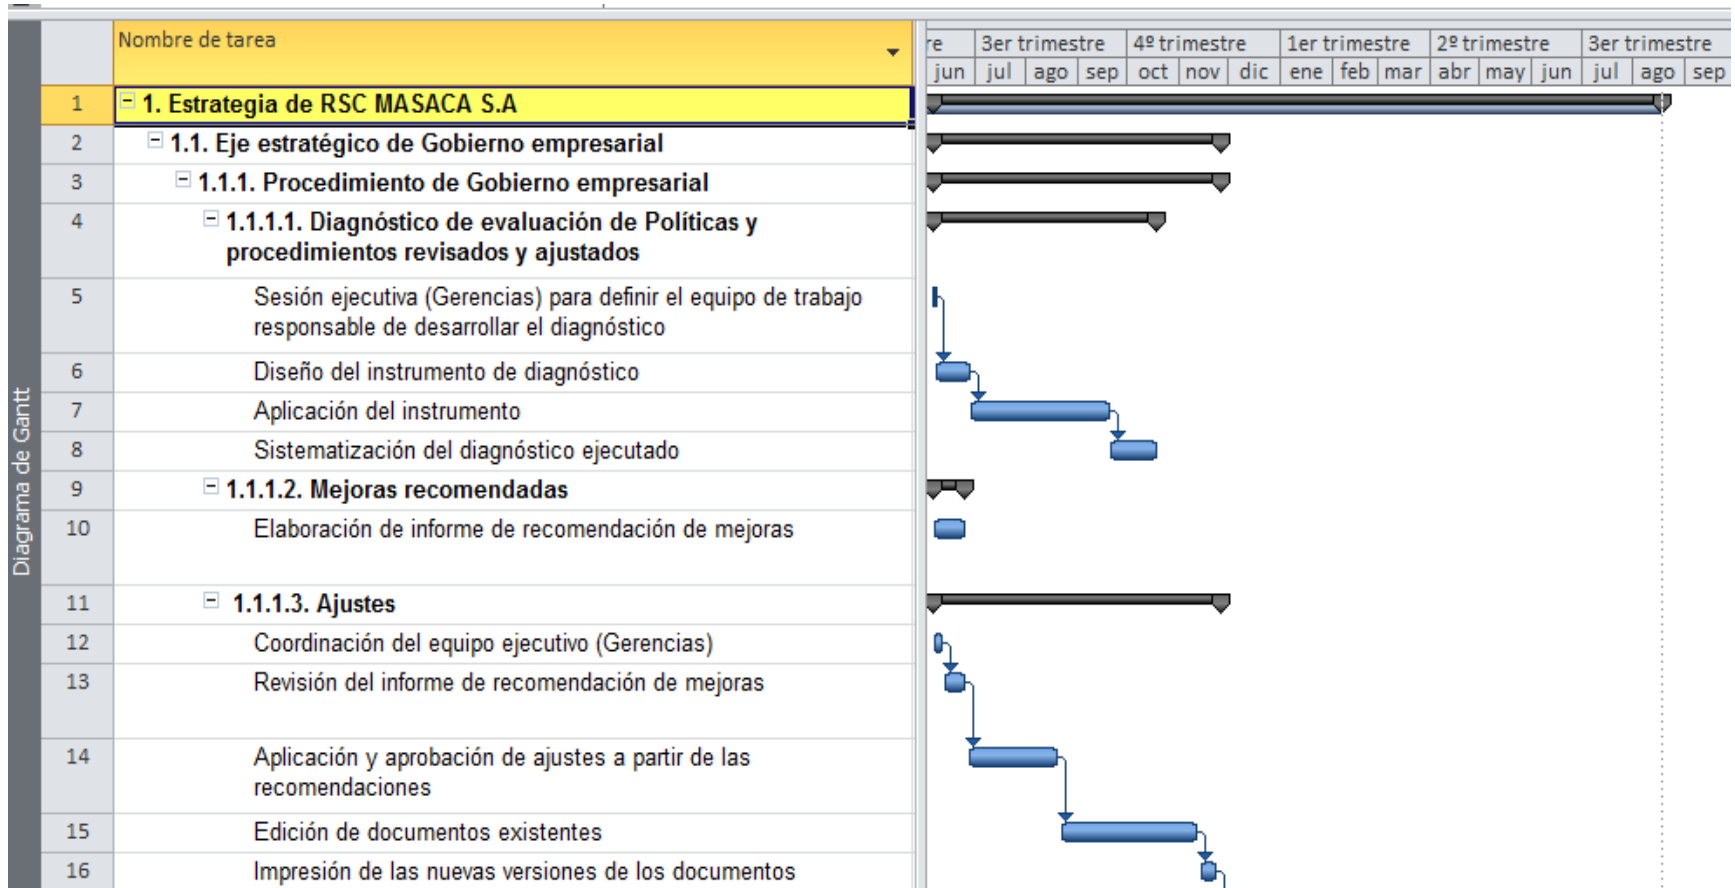 Nombre de tarea
re 3er trimestre 4º trimestre 1er trimestre 2º trimestre 3er trimestre
jun jul ago sep oct nov dic ene feb mar abr may jun jul ago sep
1 1. Estrategia de RSC MASACA S.A
2 1.1. Eje estratégico de Gobierno empresarial
3 1.1.1. Procedimiento de Gobierno empresarial
4 1.1.1.1. Diagnóstico de evaluación de Políticas y
procedimientos revisados y ajustados
5 Sesión ejecutiva (Gerencias) para definir el equipo de trabajo
responsable de desarrollar el diagnóstico
6 Diseño del instrumento de diagnóstico
7 Aplicación del instrumento
8 Sistematización del diagnóstico ejecutado
9 1.1.1.2. Mejoras recomendadas
10 Elaboración de informe de recomendación de mejoras
11 1.1.1.3. Ajustes
12 Coordinación del equipo ejecutivo (Gerencias)
13 Revisión del informe de recomendación de mejoras
14 Aplicación y aprobación de ajustes a partir de las
recomendaciones
15 Edición de documentos existentes
16 Impresión de las nuevas versiones de los documentos
Diagrama de Gantt